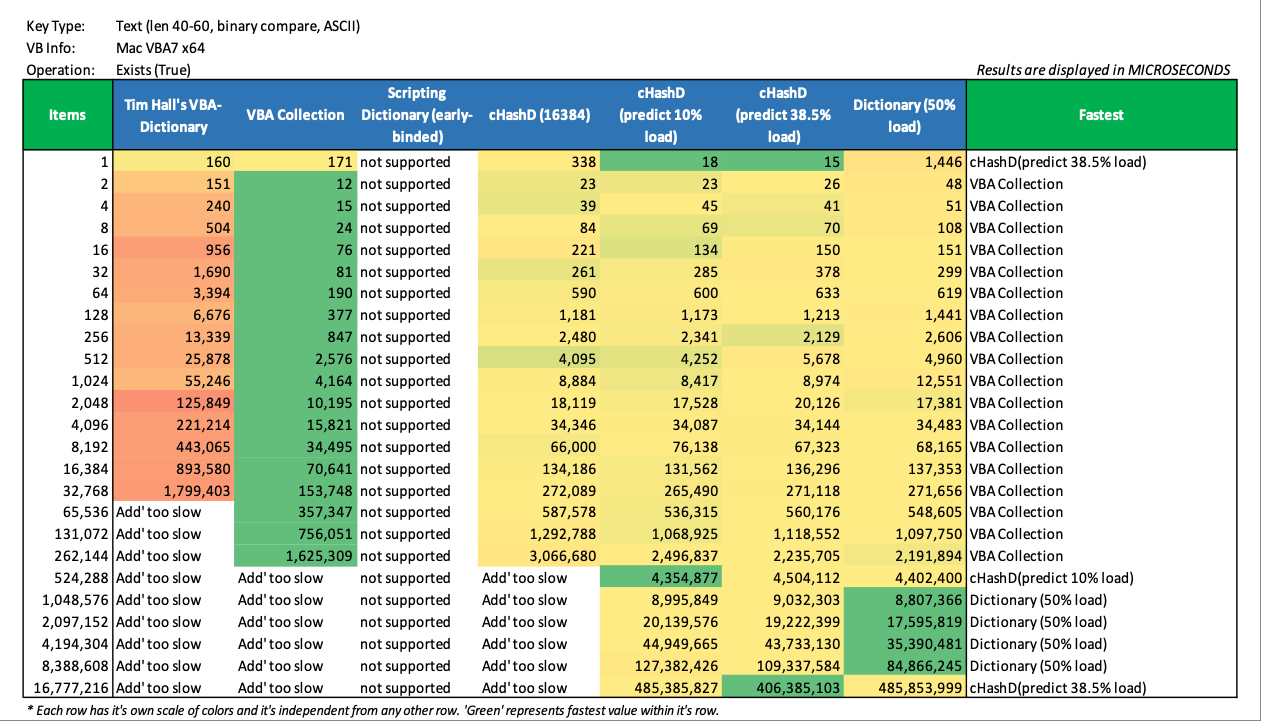 Key Type: Text (len 40-60, binary compare, ASCII)
VB Info: Mac VBA7 x64
Operation: Exists (True) Results are displayed in MICROSECONDS
Items Tim Hall's VBA-Dictionary VBA Collection Scripting Dictionary (early-binded) cHashD (16384) cHashD (predict 10% load) cHashD (predict 38.5% load) Dictionary (50% load) Fastest
1 160 171 not supported 338 18 15 1,446 cHashD(predict 38.5% load)
2 151 12 not supported 23 23 26 48 VBA Collection
4 240 15 not supported 39 45 41 51 VBA Collection
8 504 24 not supported 84 69 70 108 VBA Collection
16 956 76 not supported 221 134 150 151 VBA Collection
32 1,690 81 not supported 261 285 378 299 VBA Collection
64 3,394 190 not supported 590 600 633 619 VBA Collection
128 6,676 377 not supported 1,181 1,173 1,213 1,441 VBA Collection
256 13,339 847 not supported 2,480 2,341 2,129 2,606 VBA Collection
512 25,878 2,576 not supported 4,095 4,252 5,678 4,960 VBA Collection
1,024 55,246 4,164 not supported 8,884 8,417 8,974 12,551 VBA Collection
2,048 125,849 10,195 not supported 18,119 17,528 20,126 17,381 VBA Collection
4,096 221,214 15,821 not supported 34,346 34,087 34,144 34,483 VBA Collection
8,192 443,065 34,495 not supported 66,000 76,138 67,323 68,165 VBA Collection
16,384 893,580 70,641 not supported 134,186 131,562 136,296 137,353 VBA Collection
32,768 1,799,403 153,748 not supported 272,089 265,490 271,118 271,656 VBA Collection
65,536 Add' too slow 357,347 not supported 587,578 536,315 560,176 548,605 VBA Collection
131,072 Add' too slow 756,051 not supported 1,292,788 1,068,925 1,118,552 1,097,750 VBA Collection
262,144 Add' too slow 1,625,309 not supported 3,066,680 2,496,837 2,235,705 2,191,894 VBA Collection
524,288 Add' too slow Add' too slow not supported Add' too slow 4,354,877 4,504,112 4,402,400 cHashD(predict 10% load)
1,048,576 Add' too slow Add' too slow not supported Add' too slow 8,995,849 9,032,303 8,807,366 Dictionary (50% load)
2,097,152 Add' too slow Add' too slow not supported Add' too slow 20,139,576 19,222,399 17,595,819 Dictionary (50% load)
4,194,304 Add' too slow Add' too slow not supported Add' too slow 44,949,665 43,733,130 35,390,481 Dictionary (50% load)
8,388,608 Add' too slow Add' too slow not supported Add' too slow 127,382,426 109,337,584 84,866,245 Dictionary (50% load)
16,777,216 Add' too slow Add' too slow not supported Add' too slow 485,385,827 406,385,103 485,853,999 cHashD(predict 38.5% load)
* Each row has it's own scale of colors and it's independent from any other row. 'Green' represents fastest value within it's row.